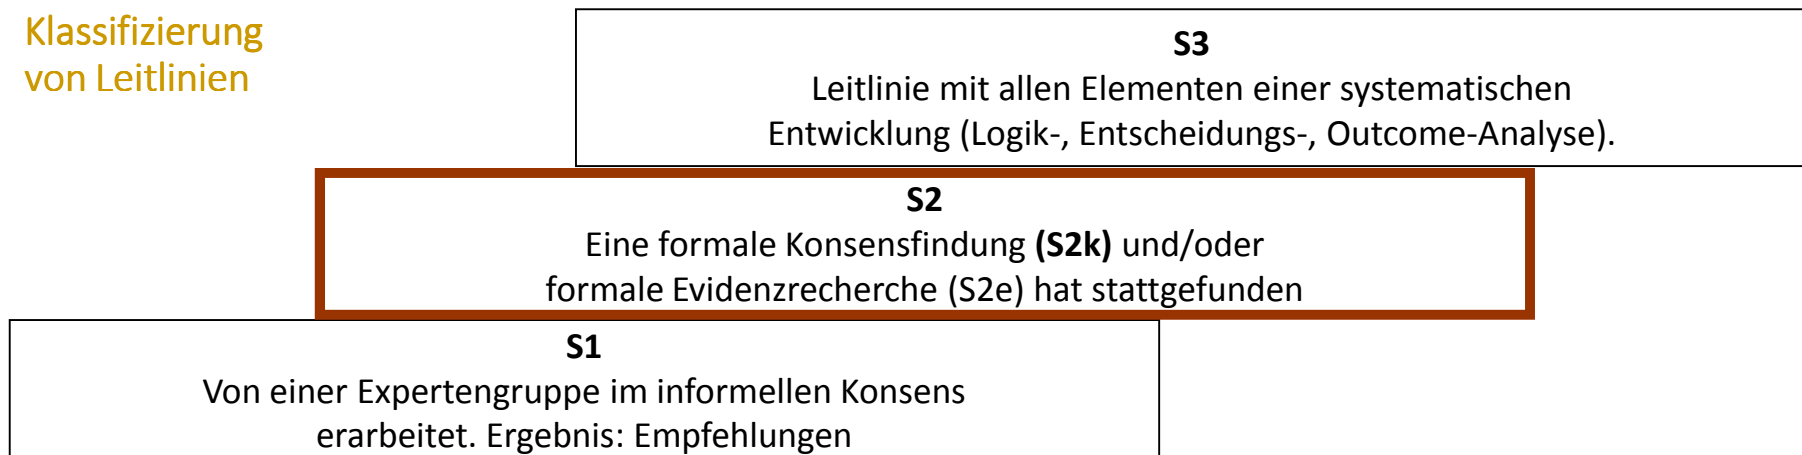 Klassifizierung
von Leitlinien
S3
Leitlinie mit allen Elementen einer systematischen
Entwicklung (Logik-, Entscheidungs-, Outcome-Analyse).
S2
Eine formale Konsensfindung (S2k) und/oder
formale Evidenzrecherche (S2e) hat stattgefunden
S1
Von einer Expertengruppe im informellen Konsens
erarbeitet. Ergebnis: Empfehlungen